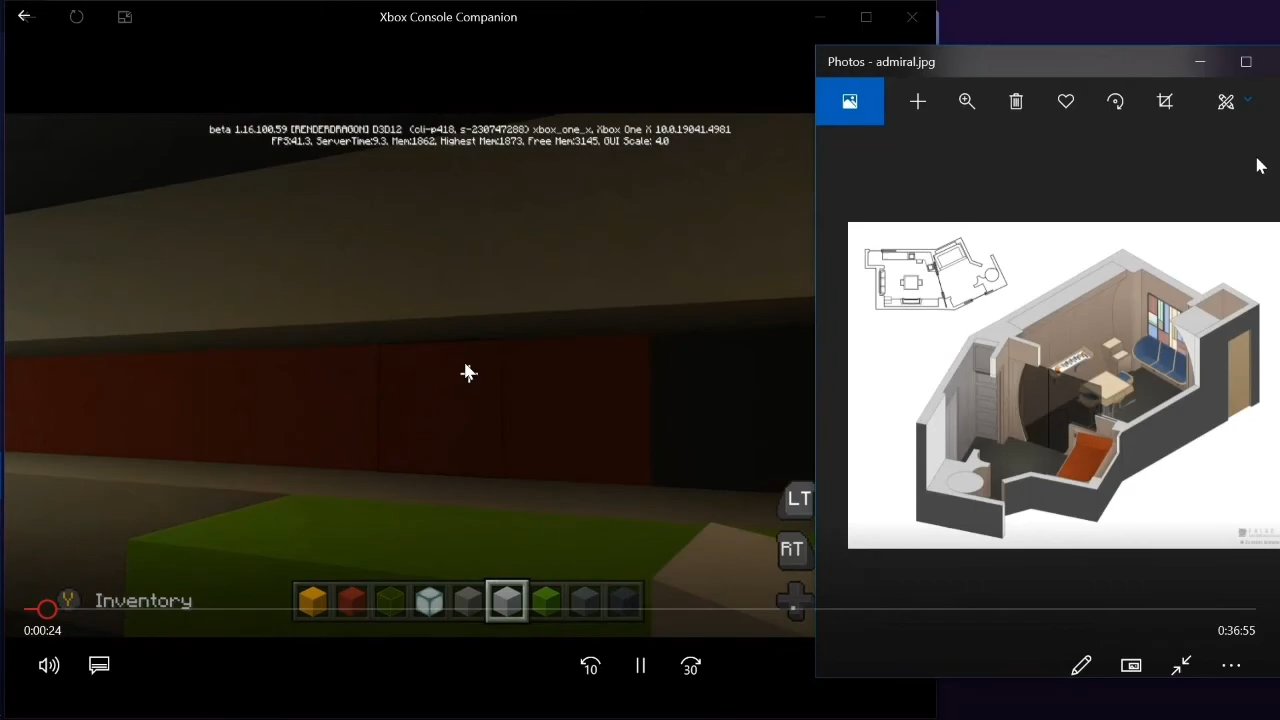 Xbox Console Companion
Photos - admiral.jpg
beta 1.16.100.59 [RENDERDRAGON] D3D12 (cli-p418, s-230747288) xbox_one_x, Xbox One X 10.0.19041.4981
FPS:41.3, ServerTime:9.3, Mem:1862, Highest Mem:1873, Free Mem:3145, GUI Scale: 4.0
LT
RT
Y Inventory
0:00:24
0:36:55
10
30